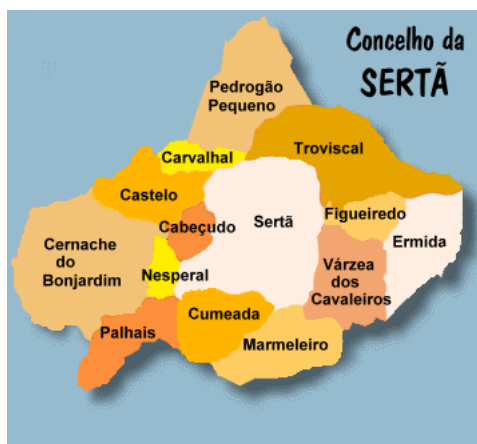 Concelho da
SERTÃ
Pedrogão
Pequeno
Troviscal
Carvalhal
Castelo
Figueiredo
Cabeçudo
Sertã
Ermida
Cernache
do
Bonjardim
Nesperal
Várzea
dos
Cavaleiros
Cumeada
Palhais
Marmeleiro